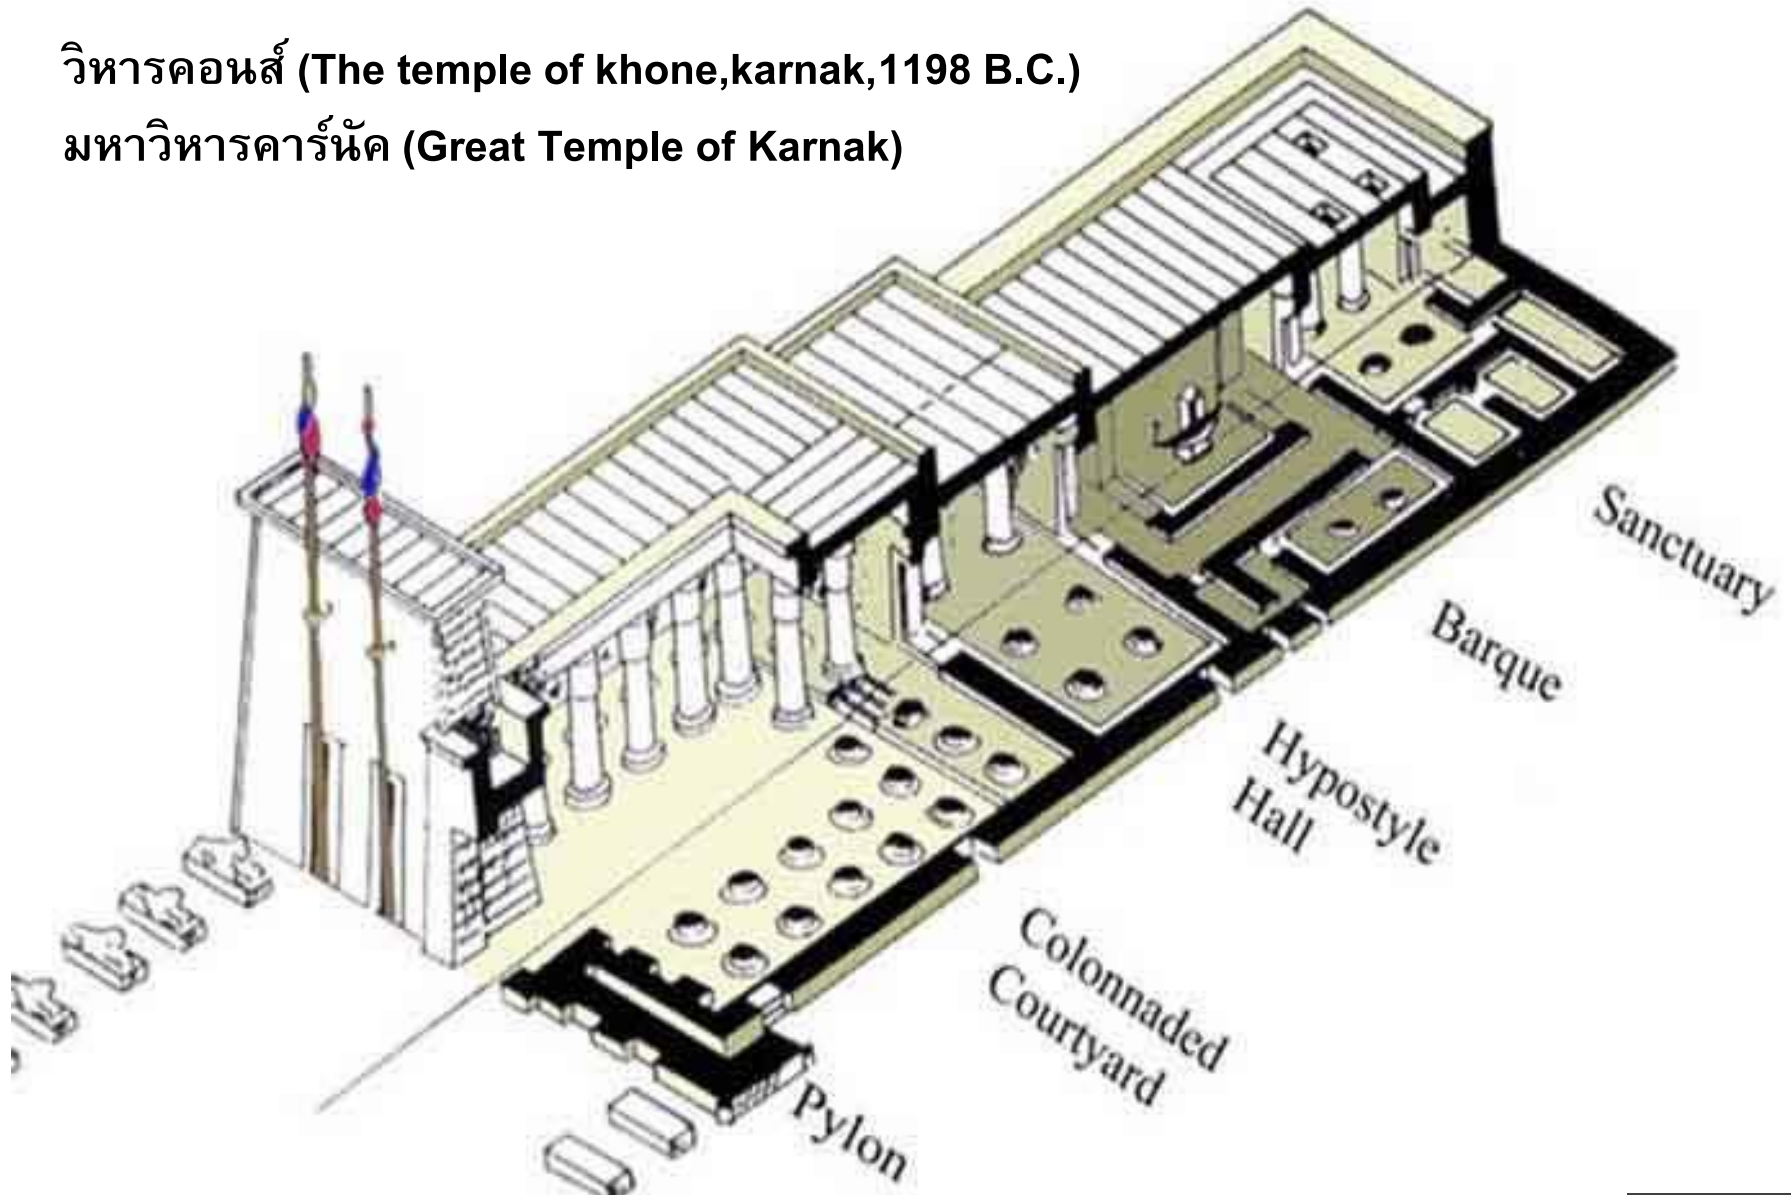 วิหารคอนส์ (The temple of khone,karnak,1198 B.C.)
มหาวิหารคาร์นัค (Great Temple of Karnak)
Sanctuary
Barque
Hypostyle
Hall
Colonnaded
Courtyard
Pylon